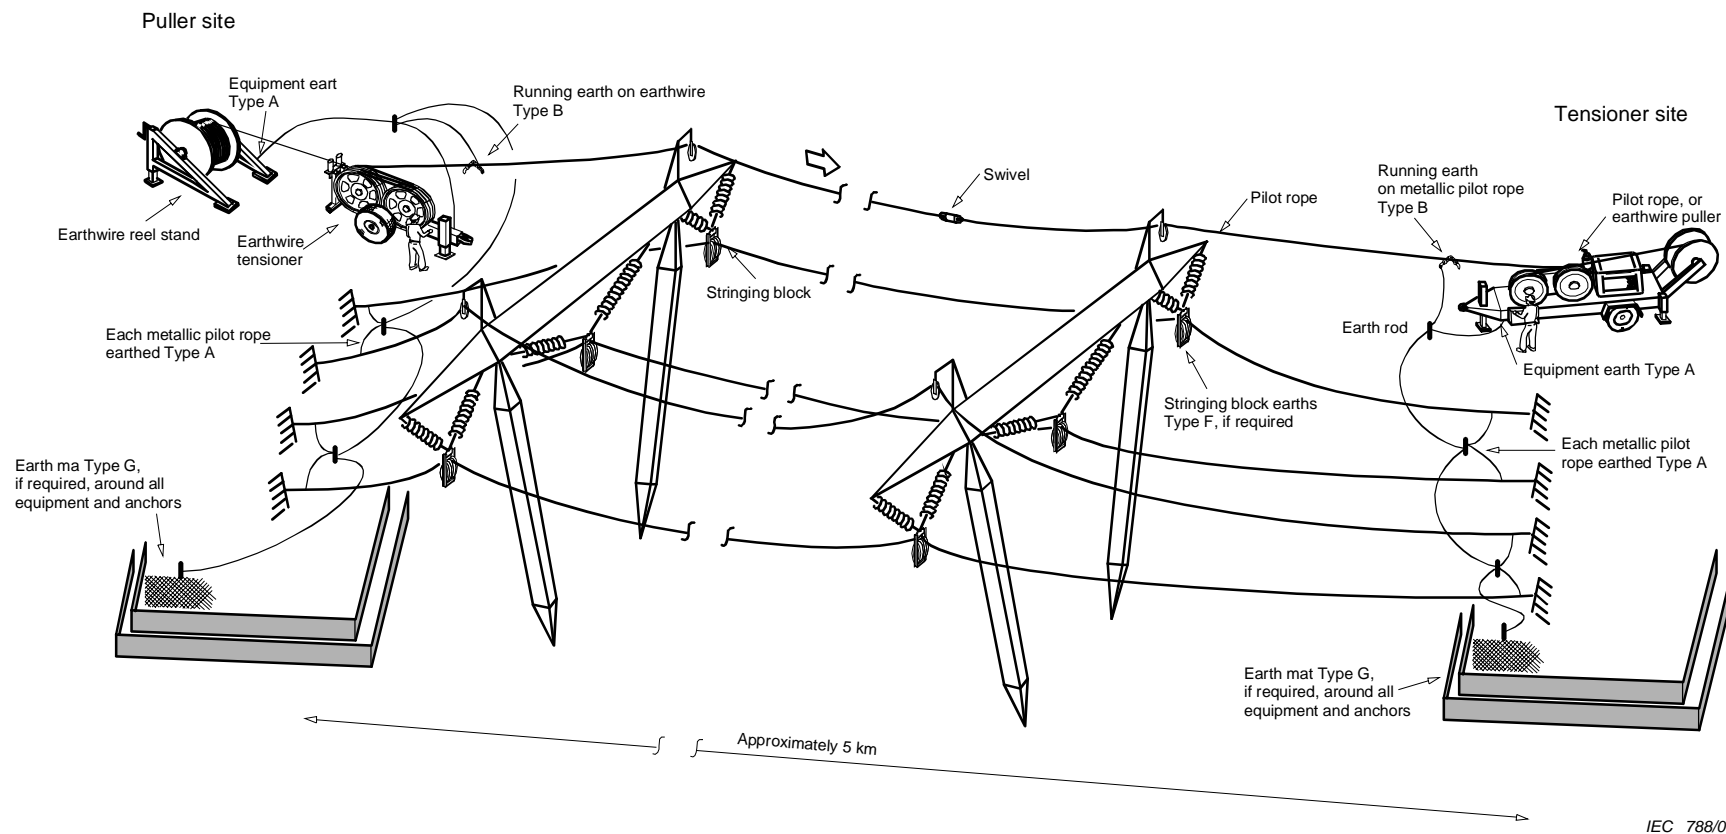 Puller site
Equipment eart
Type A
Running earth on earthwire
Type B
Tensioner site
Running earth
on metallic pilot rope
Type B
Swivel
Pilot rope
Pilot rope, or
earthwire puller
Earthwire reel stand
Earthwire
tensioner
Stringing block
Each metallic pilot rope
earthed Type A
Earth rod
Equipment earth Type A
Stringing block earths
Type F, if required
Each metallic pilot
rope earthed Type A
Earth ma Type G,
if required, around all
equipment and anchors
Earth mat Type G,
if required, around all
equipment and anchors
Approximately 5 km
IEC 788/0